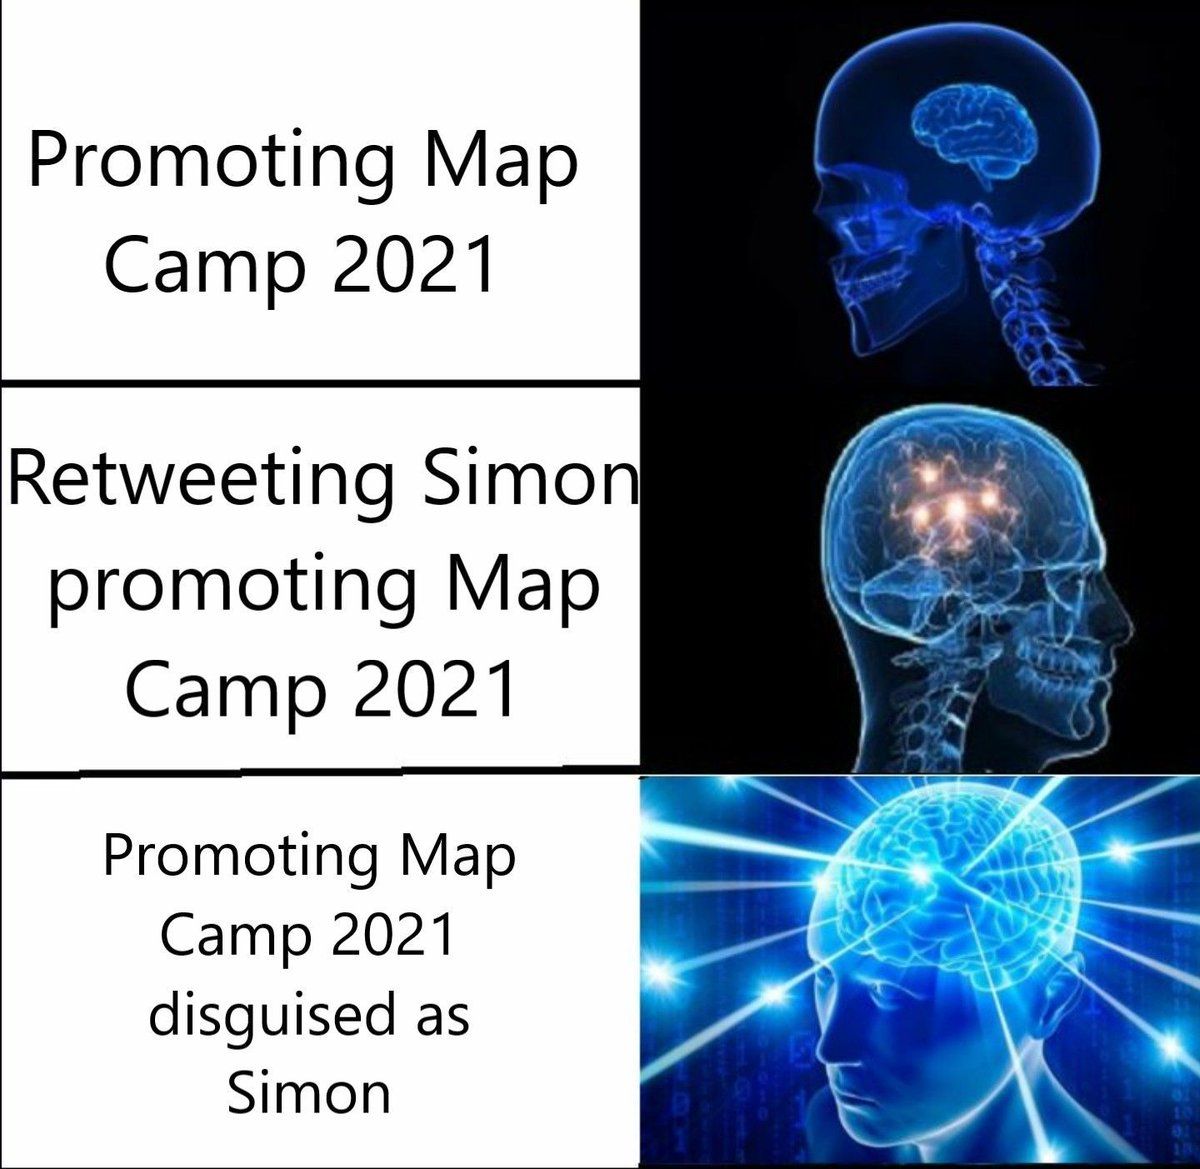 Promoting Map
Camp 2021
Retweeting Simon
promoting Map
Camp 2021
Promoting Map
Camp 2021
disguised as
Simon